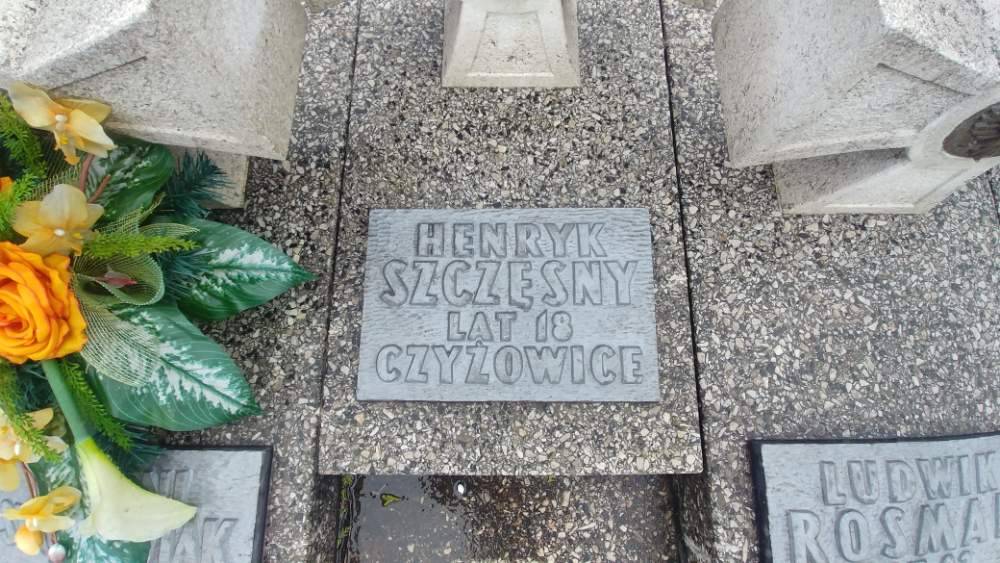 HENRYK
SZCZĘSNY
LAT 18
CZYŻOWICE
LUDWIK